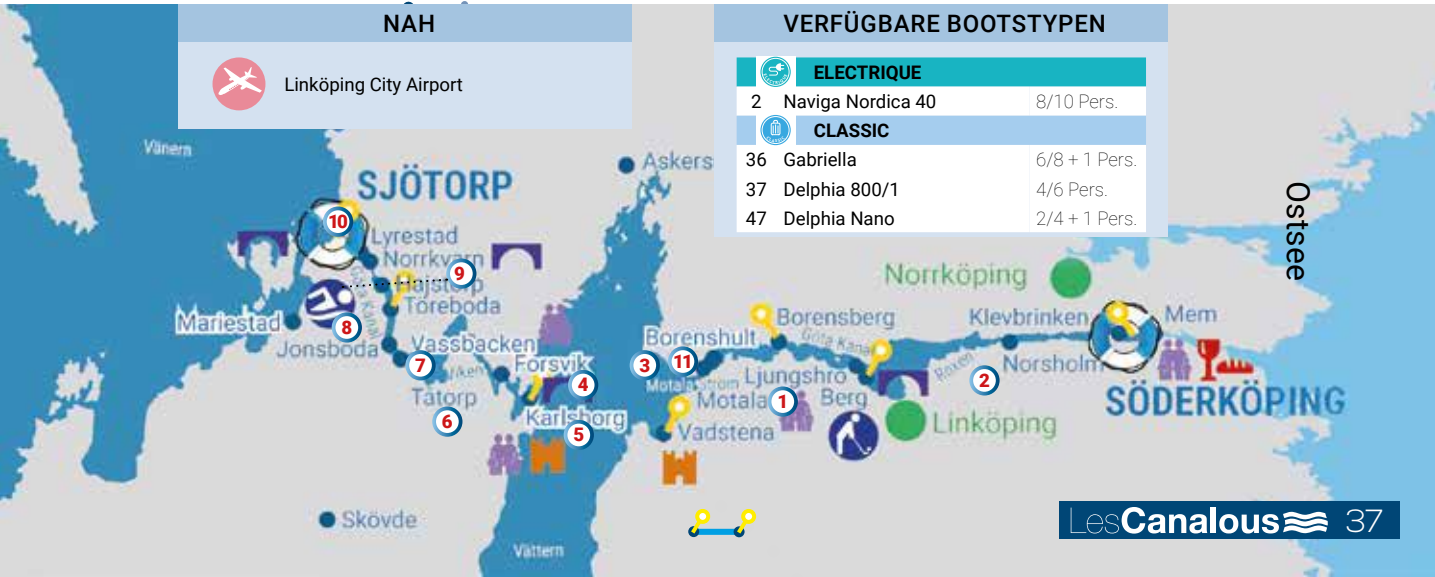 NAH
Linköping City Airport
VERFÜGBARE BOOTSTYPEN
ELECTRIQUE
2 Naviga Nordica 40 8/10 Pers.
CLASSIC
36 Gabriella 6/8 + 1 Pers.
37 Delphia 800/1 4/6 Pers.
47 Delphia Nano 2/4 + 1 Pers.
Vänern
SJÖTORP
Askers
Ostsee
10
Lyrestad
Norrkvarn
9
Hajstorp
Töreboda
Göta Kanal
Mariestad
8
Jonsboda
Vassbacken
7
Viken
Forsvik
4
Tåtorp
6
Karlsborg
5
Norrköping
Borensberg
Klevbrinken
Mem
Borenshult
Göta Kanal
3
11
Motala ström
Ljungshro
Roxen
2
Norsholm
Motala
1
Berg
SÖDERKÖPING
Vadstena
Linköping
Skövde
Vättern
LesCanalous 37